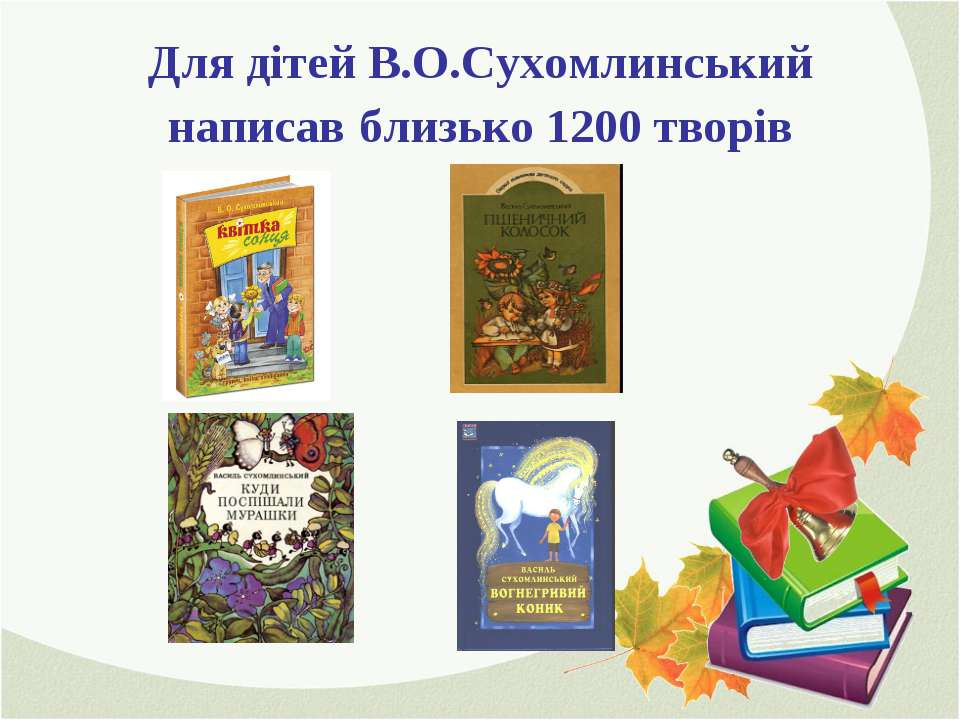 Для дітей В.О.Сухомлинський
написав близько 1200 творів
В. О. Сухомлинський
квітка
сонця
Василь Сухомлинський
ПШЕНИЧНИЙ
КОЛОСОК
ВАСИЛЬ СУХОМЛИНСЬКИЙ
КУДИ
ПОСПІШАЛИ
МУРАШКИ
ВАСИЛЬ
СУХОМЛИНСЬКИЙ
ВОГНЕГРИВИЙ
КОНИК